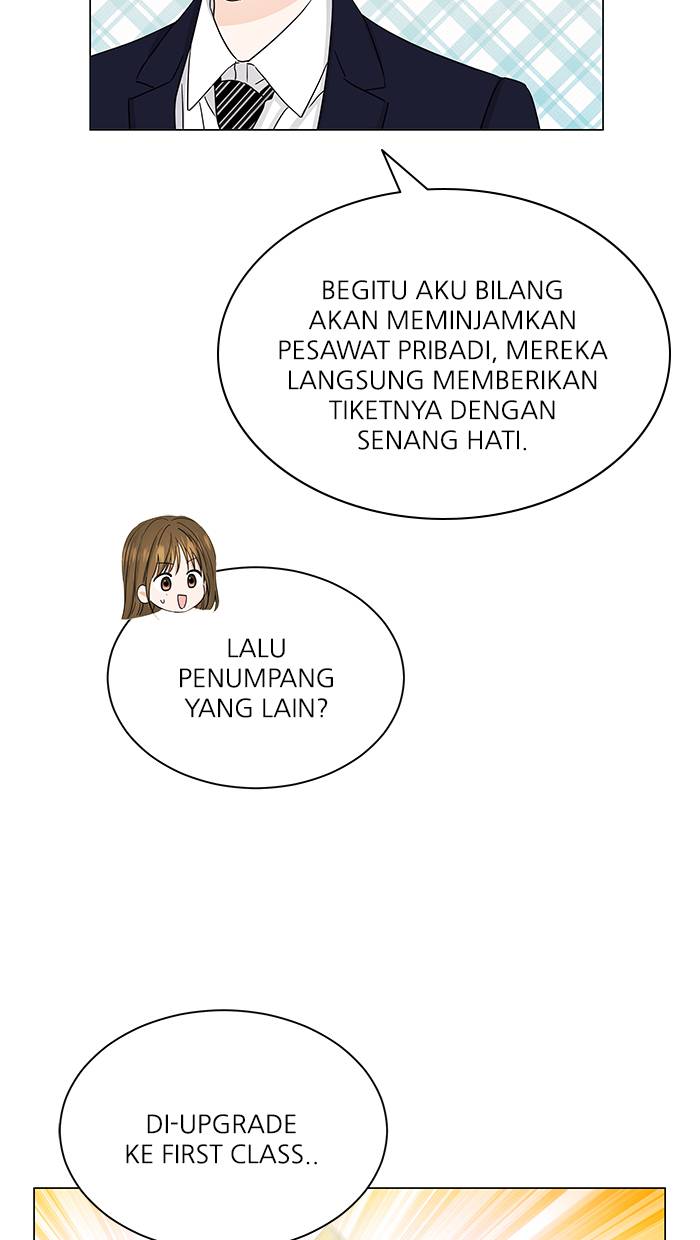 BEGITU AKU BILANG
AKAN MEMINJAMKAN
PESAWAT PRIBADI, MEREKA
LANGSUNG MEMBERIKAN
TIKETNYA DENGAN
SENANG HATI.
LALU
PENUMPANG
YANG LAIN?
DI-UPGRADE
KE FIRST CLASS..